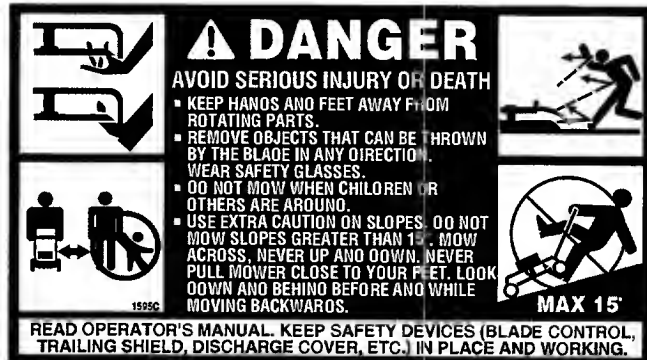 ⚠ DANGER
AVOID SERIOUS INJURY OR DEATH
▪ KEEP HANDS AND FEET AWAY FROM
ROTATING PARTS.
▪ REMOVE OBJECTS THAT CAN BE THROWN
BY THE BLADE IN ANY DIRECTION.
WEAR SAFETY GLASSES.
▪ DO NOT MOW WHEN CHILDREN OR
OTHERS ARE AROUND.
▪ USE EXTRA CAUTION ON SLOPES. DO NOT
MOW SLOPES GREATER THAN 15°. MOW
ACROSS, NEVER UP AND DOWN. NEVER
PULL MOWER CLOSE TO YOUR FEET. LOOK
DOWN AND BEHIND BEFORE AND WHILE
MOVING BACKWARDS.
1595C
MAX 15°
READ OPERATOR'S MANUAL. KEEP SAFETY DEVICES (BLADE CONTROL,
TRAILING SHIELD, DISCHARGE COVER, ETC.) IN PLACE AND WORKING.